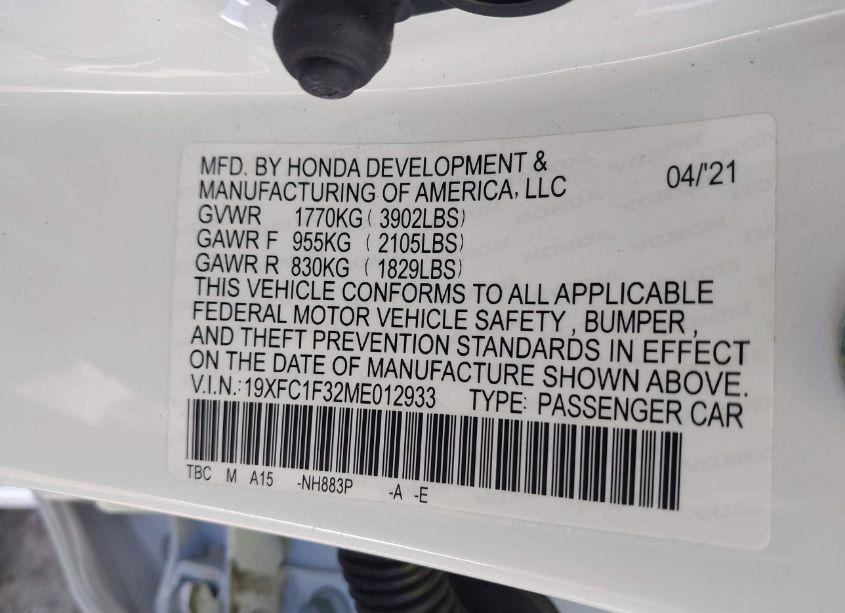 MFD. BY HONDA DEVELOPMENT &
MANUFACTURING OF AMERICA, LLC
04/'21
GVWR 1770KG ( 3902LBS)
GAWR F 955KG ( 2105LBS)
GAWR R 830KG ( 1829LBS)
THIS VEHICLE CONFORMS TO ALL APPLICABLE
FEDERAL MOTOR VEHICLE SAFETY , BUMPER ,
AND THEFT PREVENTION STANDARDS IN EFFECT
ON THE DATE OF MANUFACTURE SHOWN ABOVE.
V.I.N.:19XFC1F32ME012933 TYPE: PASSENGER CAR
TBC M A15 -NH883P -A -E